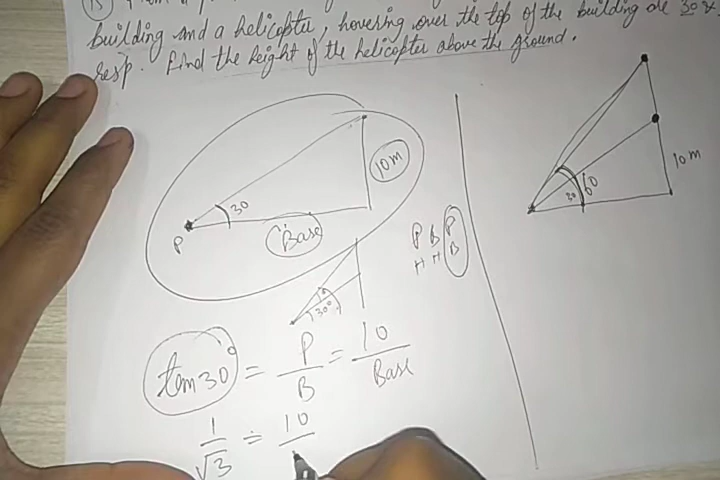 building and a helicopter, hovering over the top of the building are 30 &
resp. Find the height of the helicopter above the ground.
10m
30
P
Base
P B P
H H B
30°
60
30
10m
tan 30° = P/B = 10/Base
1/√3 = 10/